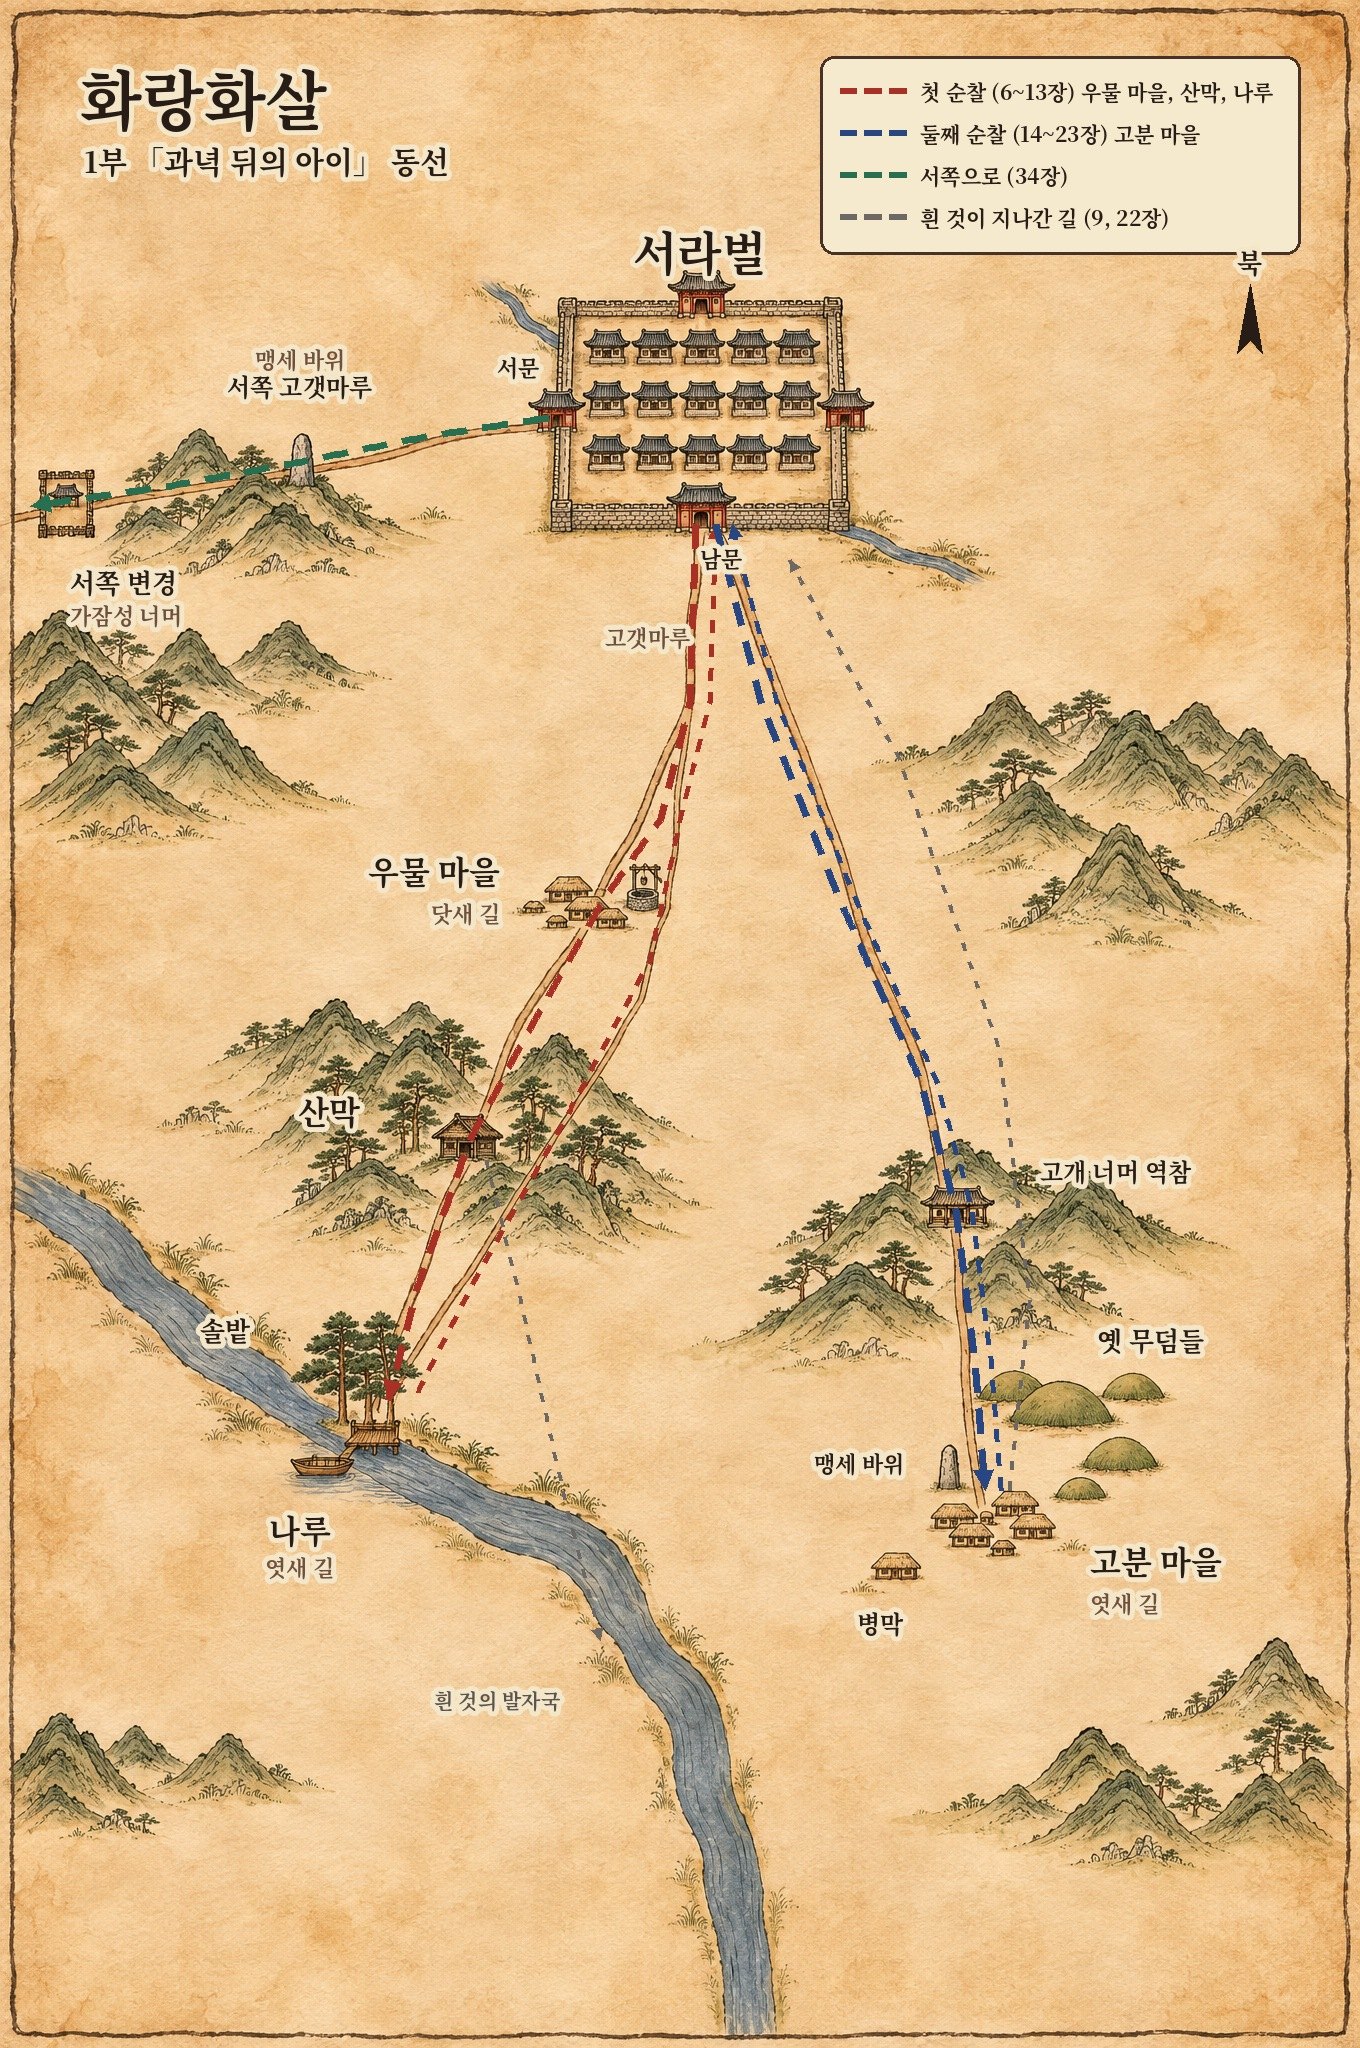 화랑화살
1부 「과녁 뒤의 아이」 동선
첫 순찰 (6~13장) 우물 마을, 산막, 나루
둘째 순찰 (14~23장) 고분 마을
서쪽으로 (34장)
흰 것이 지나간 길 (9, 22장)
북
서라벌
서문
맹세 바위
서쪽 고갯마루
남문
서쪽 변경
가잠성 너머
고갯마루
우물 마을
닷새 길
산막
고개 너머 역참
솔밭
옛 무덤들
맹세 바위
나루
엿새 길
고분 마을
엿새 길
병막
흰 것의 발자국